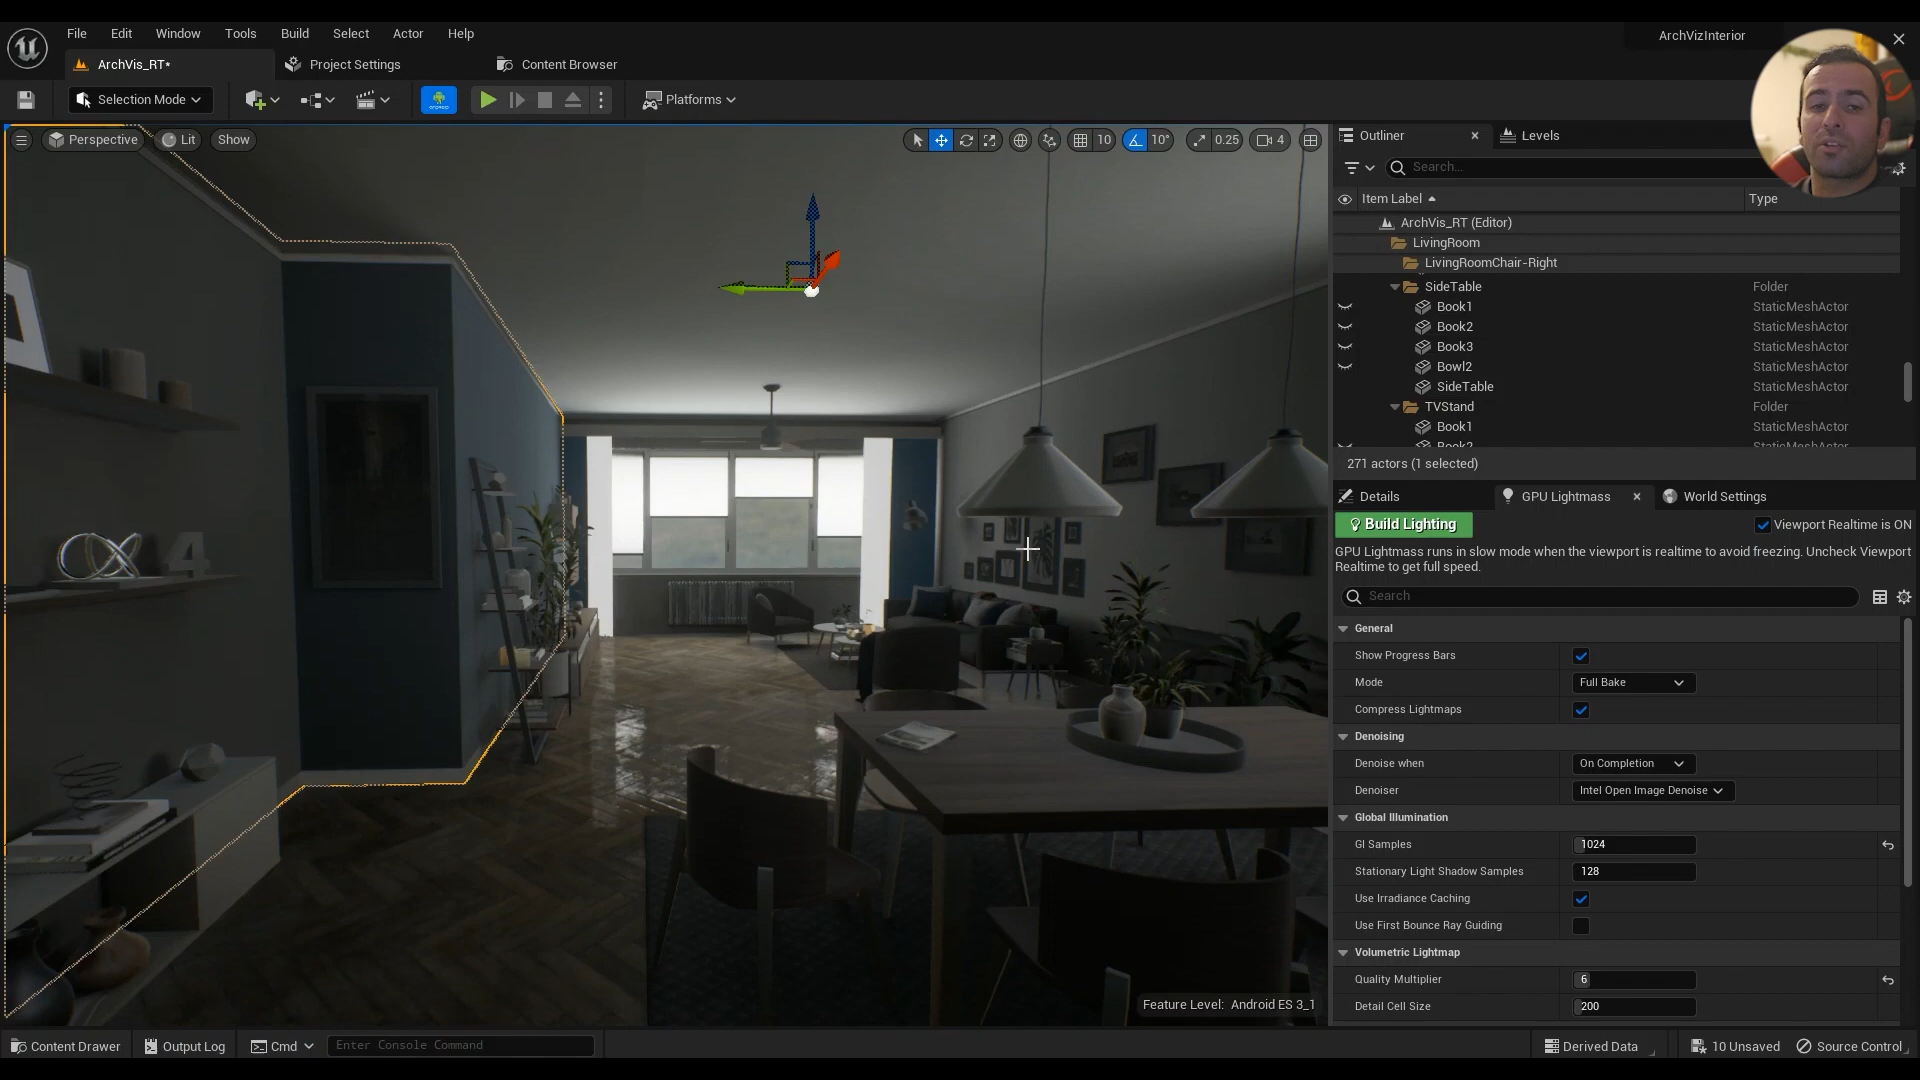 File Edit Window Tools Build Select Actor Help
ArchVizInterior
ArchVis_RT*
Project Settings
Content Browser
Selection Mode
Platforms
Perspective
Lit
Show
10
10°
0.25
4
Outliner
Levels
Search...
Item Label
Type
ArchVis_RT (Editor)
LivingRoom
LivingRoomChair-Right
SideTable Folder
Book1 StaticMeshActor
Book2 StaticMeshActor
Book3 StaticMeshActor
Bowl2 StaticMeshActor
SideTable StaticMeshActor
TVStand Folder
Book1 StaticMeshActor
Book2 StaticMeshActor
271 actors (1 selected)
Details
GPU Lightmass
World Settings
Build Lighting
Viewport Realtime is ON
GPU Lightmass runs in slow mode when the viewport is realtime to avoid freezing. Uncheck Viewport
Realtime to get full speed.
Search
General
Show Progress Bars
Mode Full Bake
Compress Lightmaps
Denoising
Denoise when On Completion
Denoiser Intel Open Image Denoise
Global Illumination
GI Samples 1024
Stationary Light Shadow Samples 128
Use Irradiance Caching
Use First Bounce Ray Guiding
Volumetric Lightmap
Quality Multiplier 6
Detail Cell Size 200
4
Feature Level: Android ES 3_1
Content Drawer
Output Log
Cmd
Enter Console Command
Derived Data
10 Unsaved
Source Control